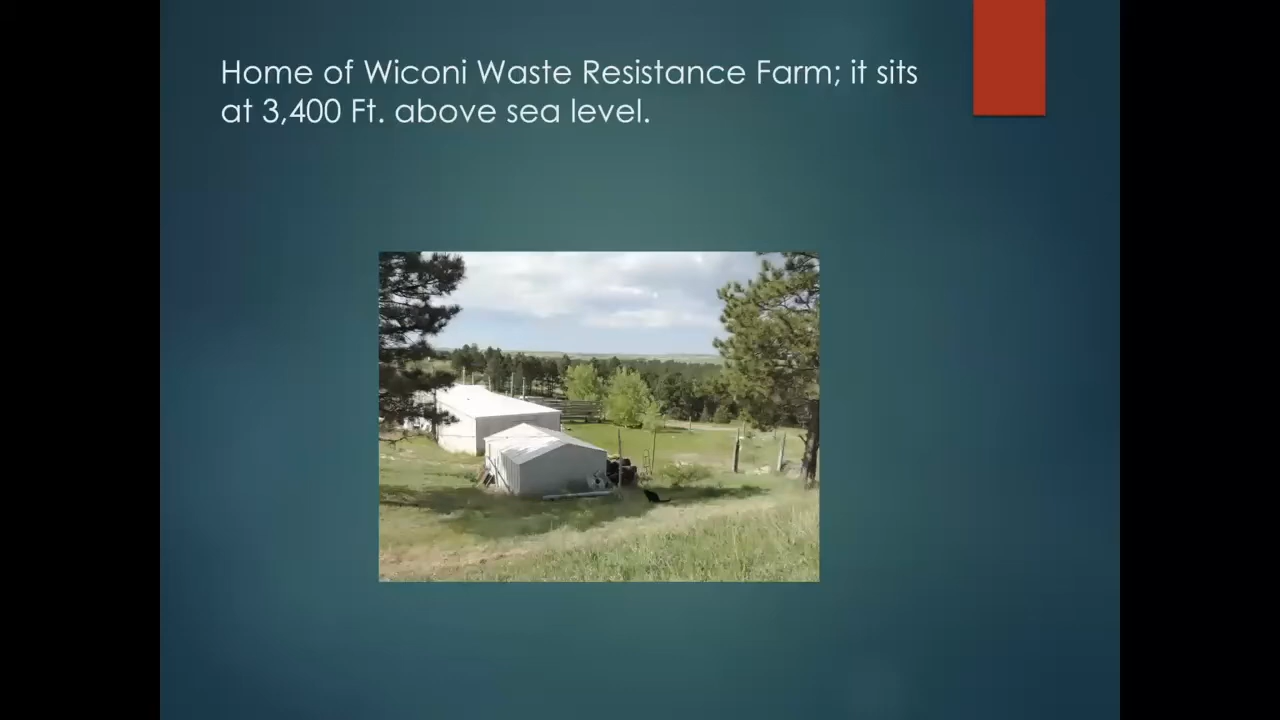 Home of Wiconi Waste Resistance Farm; it sits
at 3,400 Ft. above sea level.